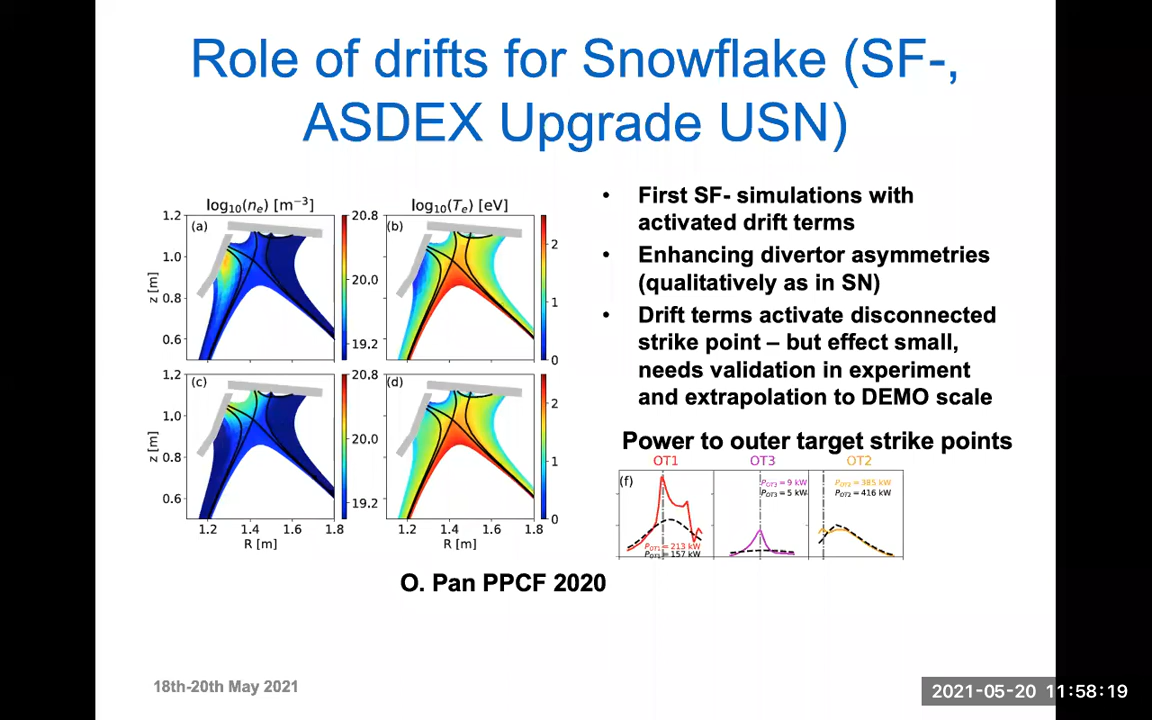 Role of drifts for Snowflake (SF-,
ASDEX Upgrade USN)
log10(ne) [m−3]
log10(Te) [eV]
(a)
(b)
1.2
1.0
0.8
0.6
z [m]
20.8
20.0
19.2
2
1
0
(c)
(d)
1.2
1.0
0.8
0.6
z [m]
20.8
20.0
19.2
2
1
0
1.2 1.4 1.6 1.8
1.2 1.4 1.6 1.8
R [m]
R [m]
• First SF- simulations with
activated drift terms
• Enhancing divertor asymmetries
(qualitatively as in SN)
• Drift terms activate disconnected
strike point – but effect small,
needs validation in experiment
and extrapolation to DEMO scale
Power to outer target strike points
OT1 OT3 OT2
(f)
POT1 = 213 kW
= 157 kW
POT3 = 9 kW
POT3 = 5 kW
POT2 = 385 kW
POT2 = 416 kW
O. Pan PPCF 2020
18th-20th May 2021
2021-05-20 11:58:19